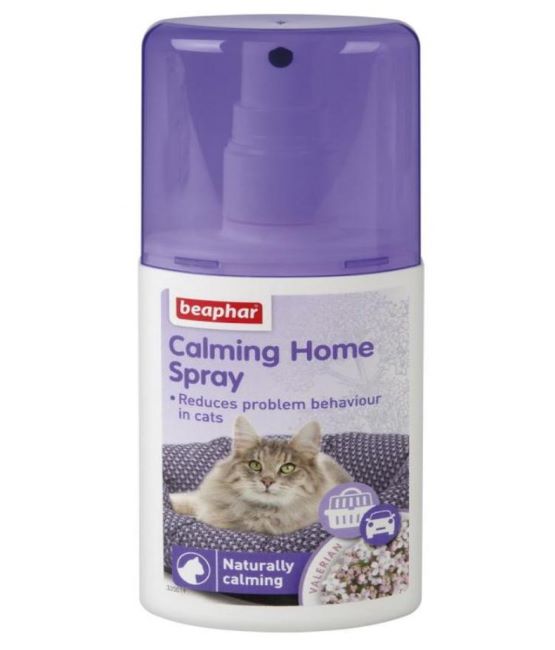 beaphar
Calming Home
Spray
• Reduces problem behaviour
in cats
VALERIAN
Naturally
calming